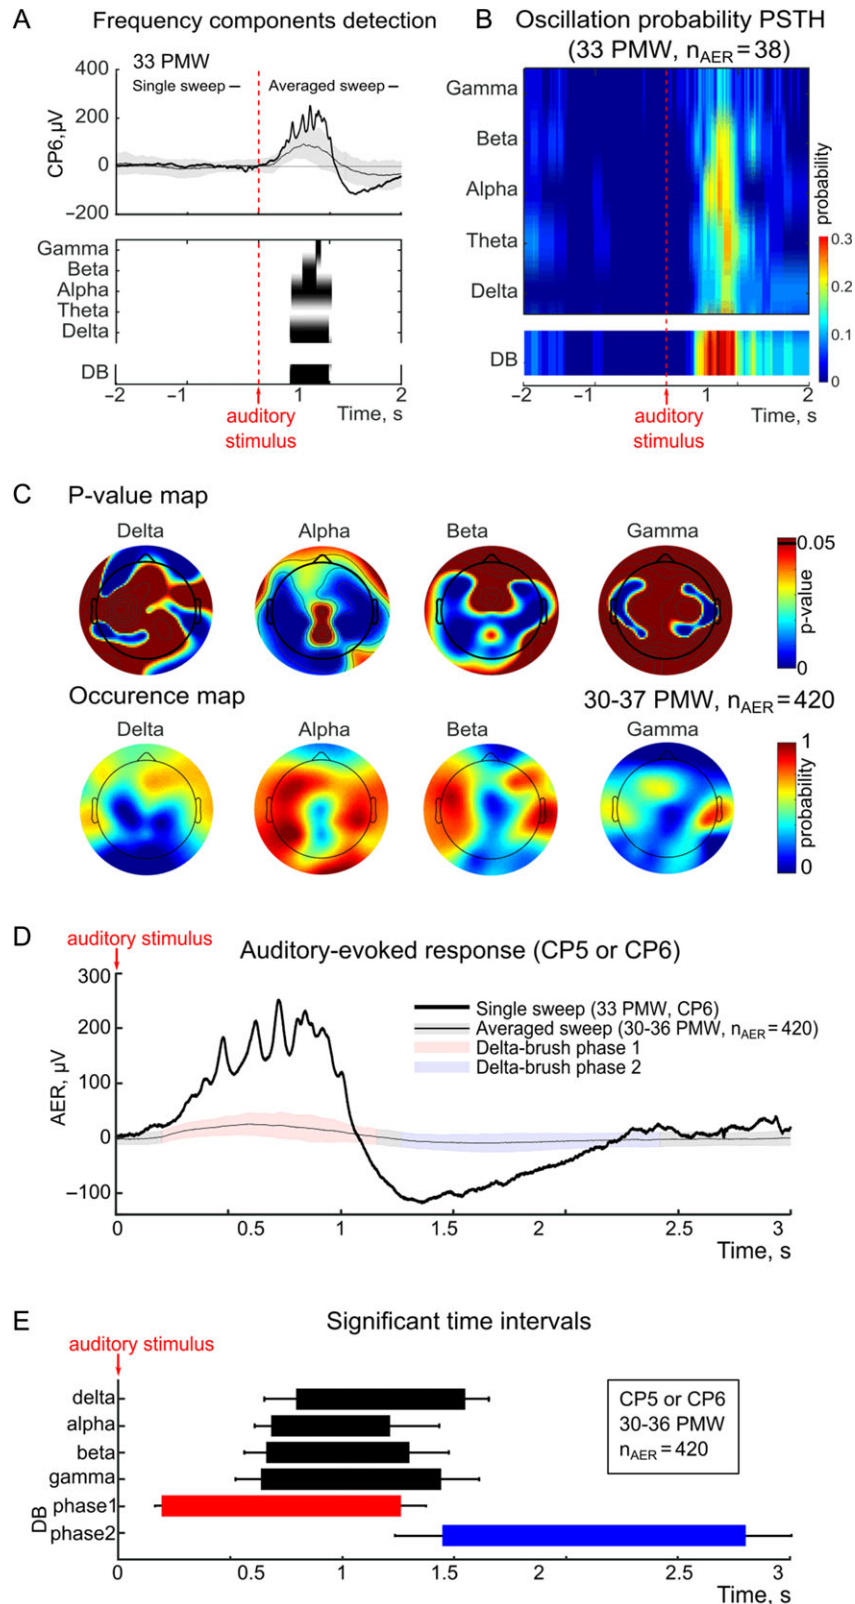 A Frequency components detection
33 PMW
Single sweep
Averaged sweep
400
200
0
−200
CP6,µV
Gamma
Beta
Alpha
Theta
Delta
DB
−2 −1 1 2
Time, s
auditory
stimulus
B Oscillation probability PSTH
(33 PMW, nAER = 38)
Gamma
Beta
Alpha
Theta
Delta
DB
probability
0.3
0.2
0.1
0
−2 −1 1 2
Time, s
auditory
stimulus
C P-value map
Delta Alpha Beta Gamma
0.05
0
p-value
Occurence map 30-37 PMW, nAER = 420
Delta Alpha Beta Gamma
1
0
probability
D auditory stimulus
Auditory-evoked response (CP5 or CP6)
300
200
100
0
−100
AER, µV
Single sweep (33 PMW, CP6)
Averaged sweep (30-36 PMW, nAER = 420)
Delta-brush phase 1
Delta-brush phase 2
0 0.5 1 1.5 2 2.5 3
Time, s
E Significant time intervals
auditory stimulus
delta
alpha
beta
gamma
phase1
phase2
DB
CP5 or CP6
30-36 PMW
nAER = 420
0 0.5 1 1.5 2 2.5 3
Time, s